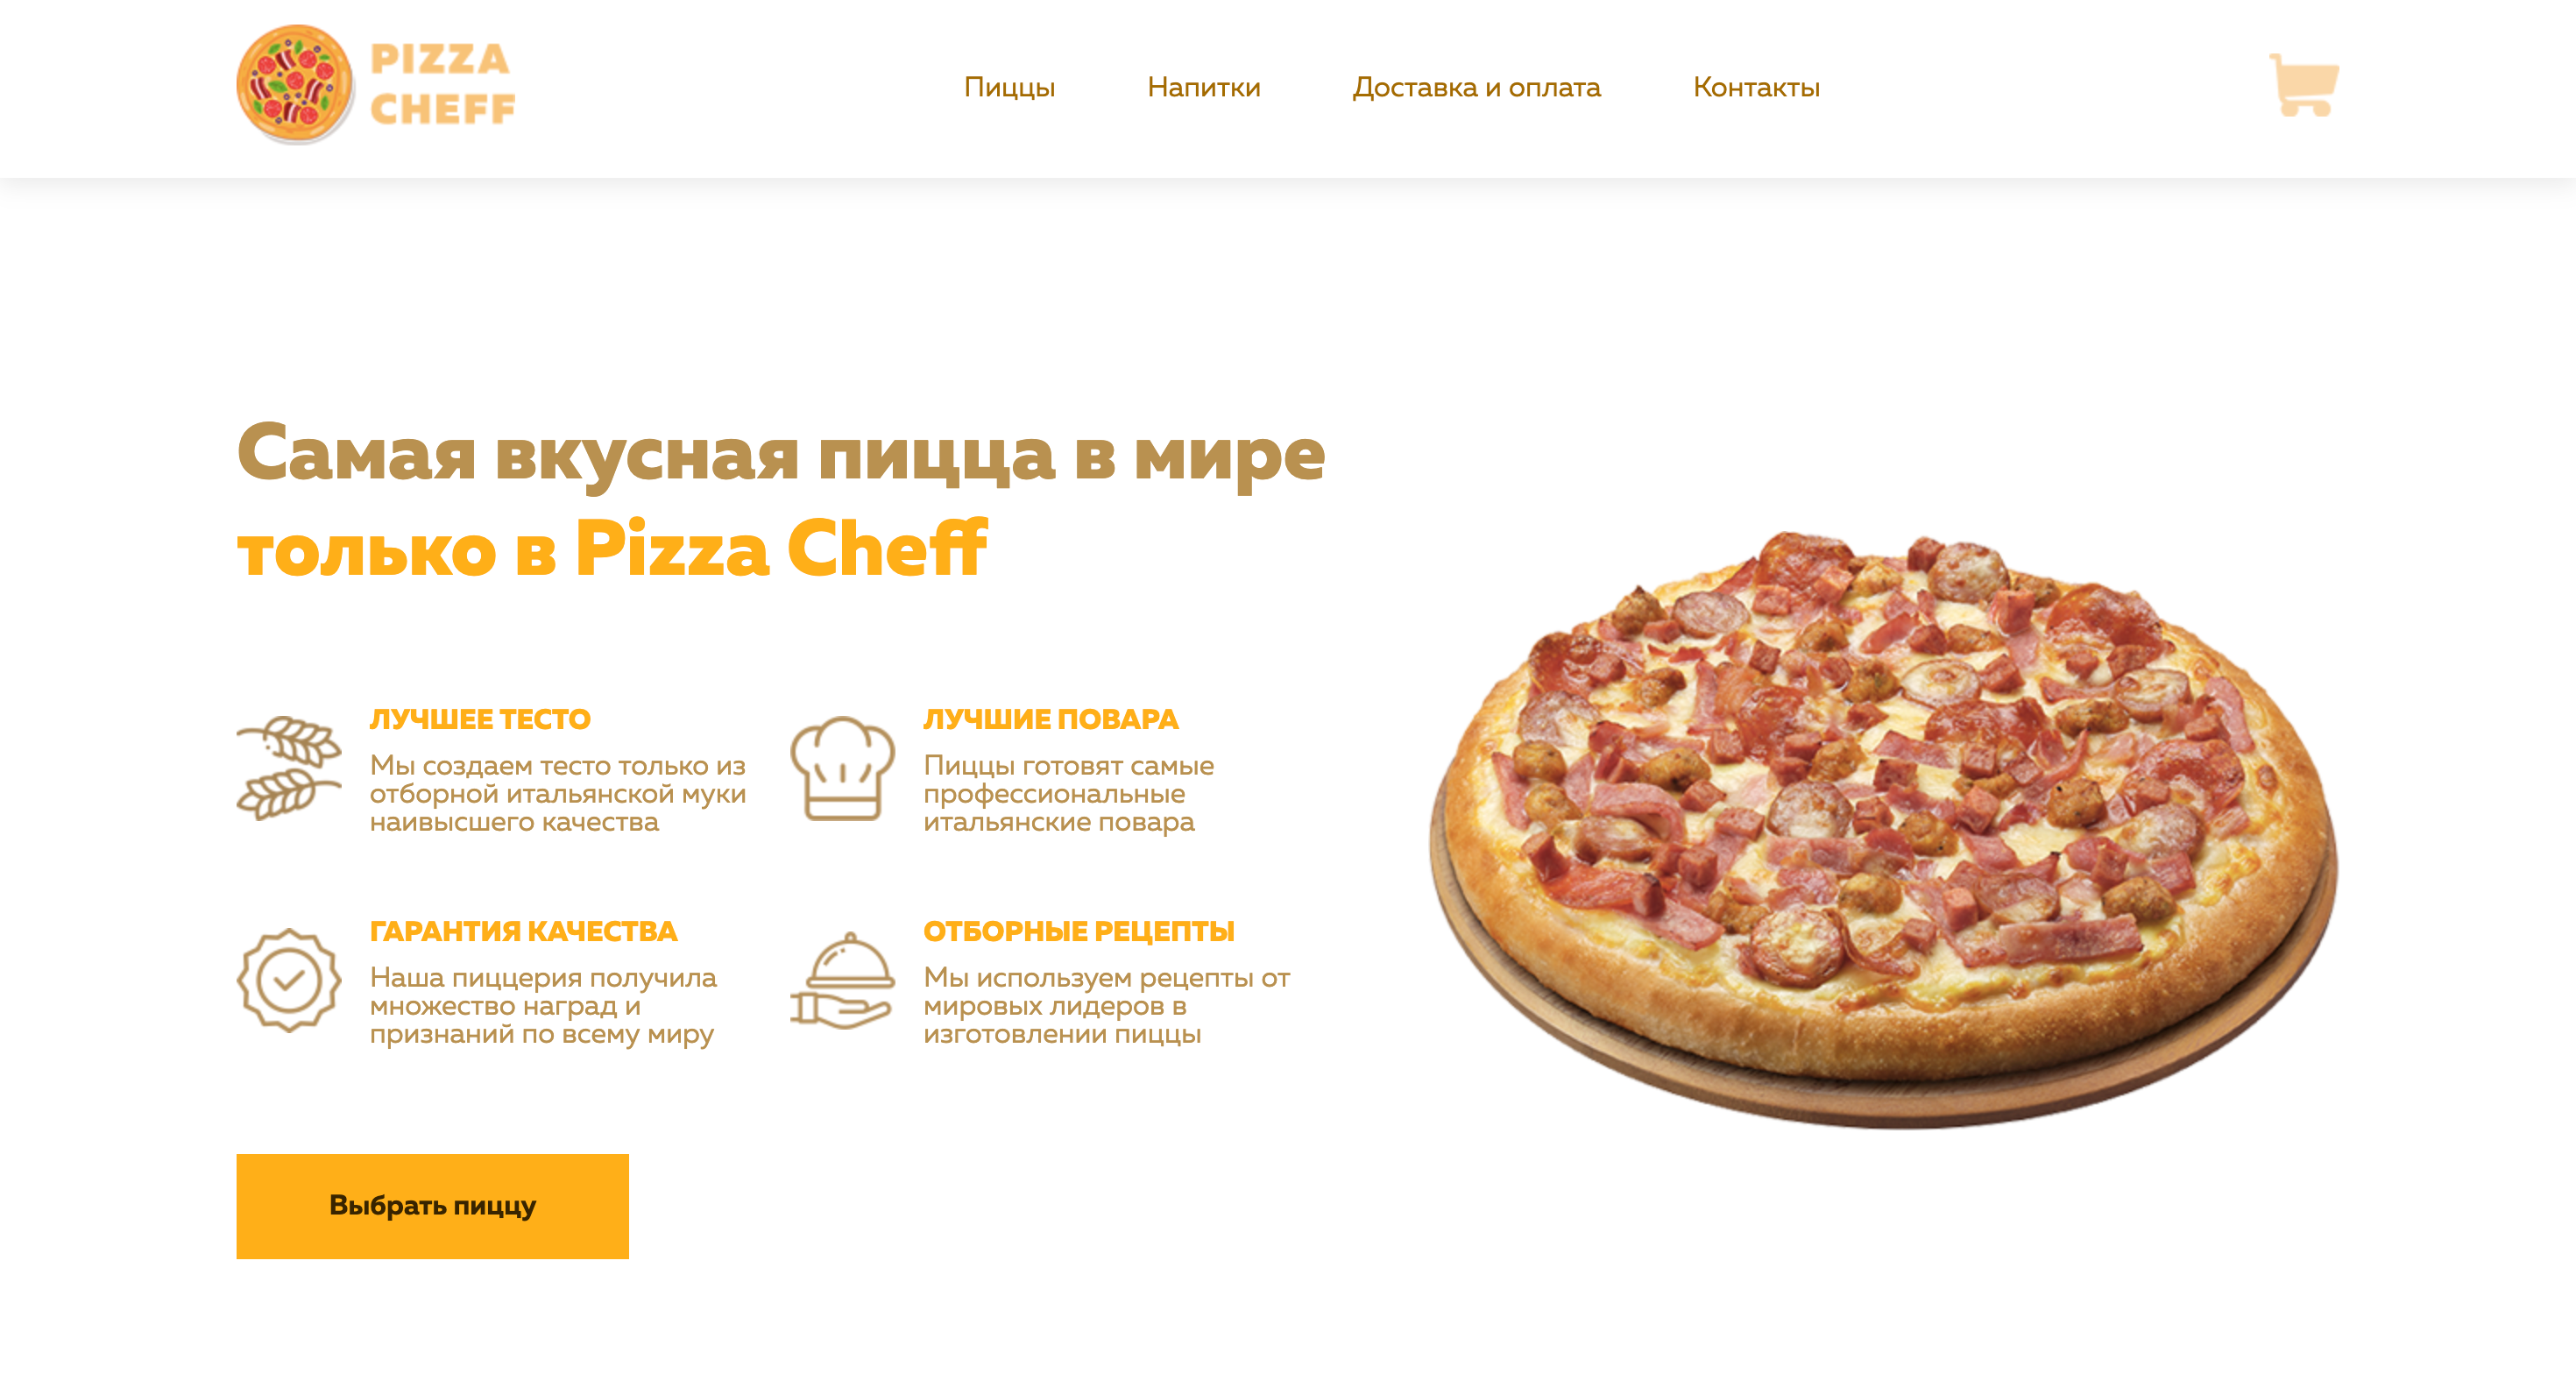 PIZZA
CHEFF
Пиццы Напитки Доставка и оплата Контакты
Самая вкусная пицца в мире
только в Pizza Cheff
ЛУЧШЕЕ ТЕСТО
Мы создаем тесто только из
отборной итальянской муки
наивысшего качества
ЛУЧШИЕ ПОВАРА
Пиццы готовят самые
профессиональные
итальянские повара
ГАРАНТИЯ КАЧЕСТВА
Наша пиццерия получила
множество наград и
признаний по всему миру
ОТБОРНЫЕ РЕЦЕПТЫ
Мы используем рецепты от
мировых лидеров в
изготовлении пиццы
Выбрать пиццу